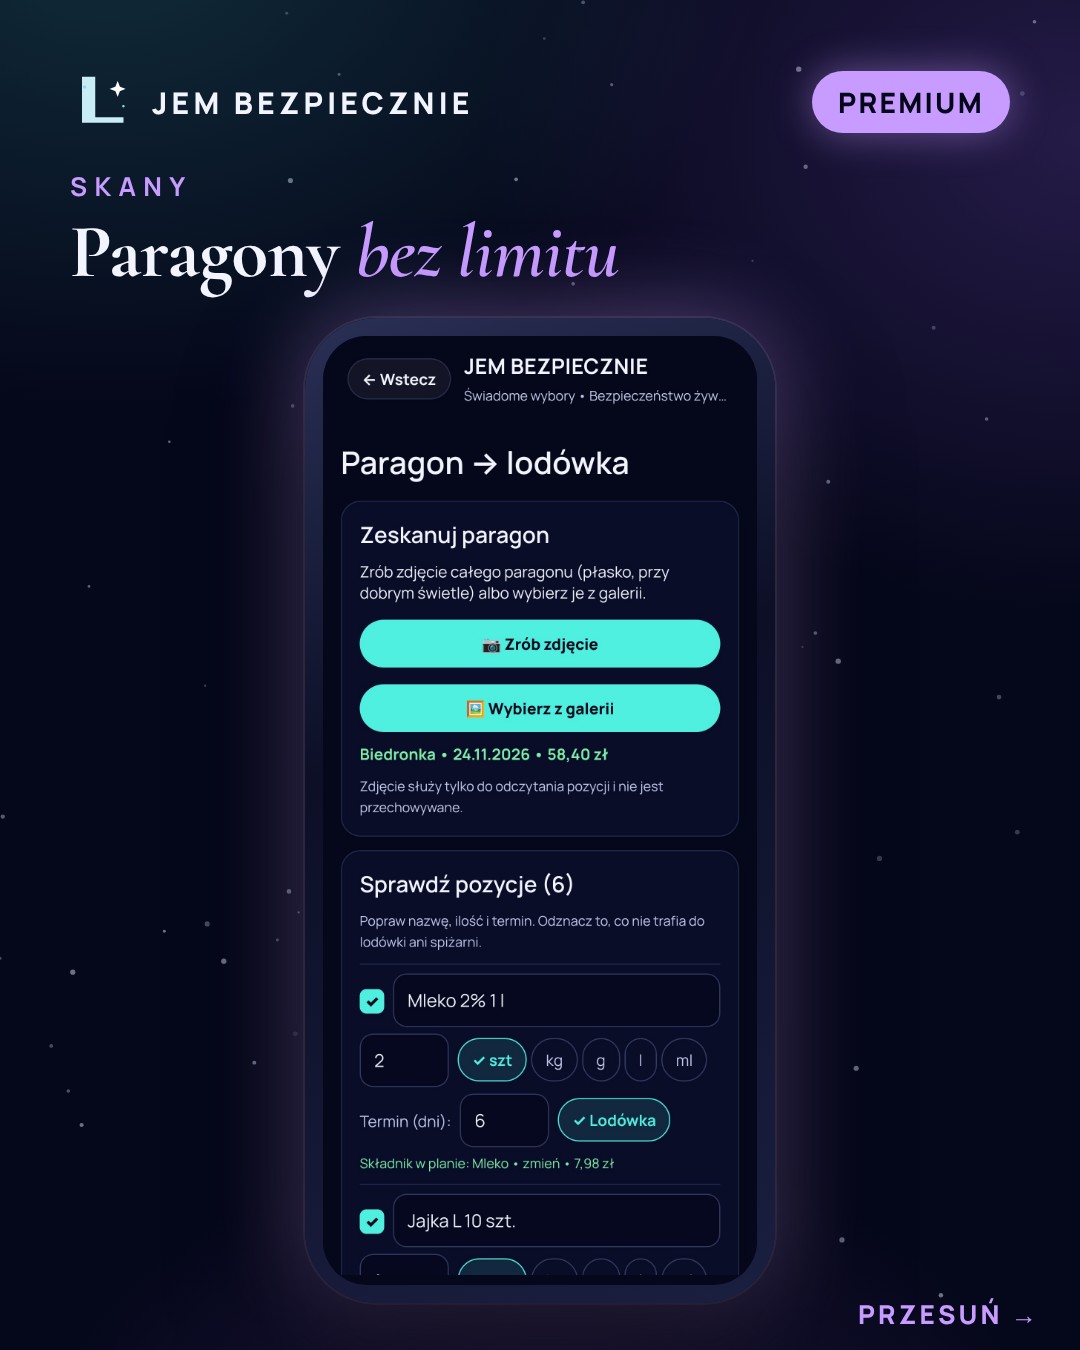 JEM BEZPIECZNIE
PREMIUM
SKANY
Paragony bez limitu
← Wstecz
JEM BEZPIECZNIE
Świadome wybory • Bezpieczeństwo żyw...
Paragon → lodówka
Zeskanuj paragon
Zrób zdjęcie całego paragonu (płasko, przy
dobrym świetle) albo wybierz je z galerii.
📷 Zrób zdjęcie
🖼️ Wybierz z galerii
Biedronka • 24.11.2026 • 58,40 zł
Zdjęcie służy tylko do odczytania pozycji i nie jest
przechowywane.
Sprawdź pozycje (6)
Popraw nazwę, ilość i termin. Odznacz to, co nie trafia do
lodówki ani spiżarni.
✓ Mleko 2% 1 l
2 ✓ szt kg g l ml
Termin (dni): 6 ✓ Lodówka
Składnik w planie: Mleko • zmień • 7,98 zł
✓ Jajka L 10 szt.
PRZESUŃ →